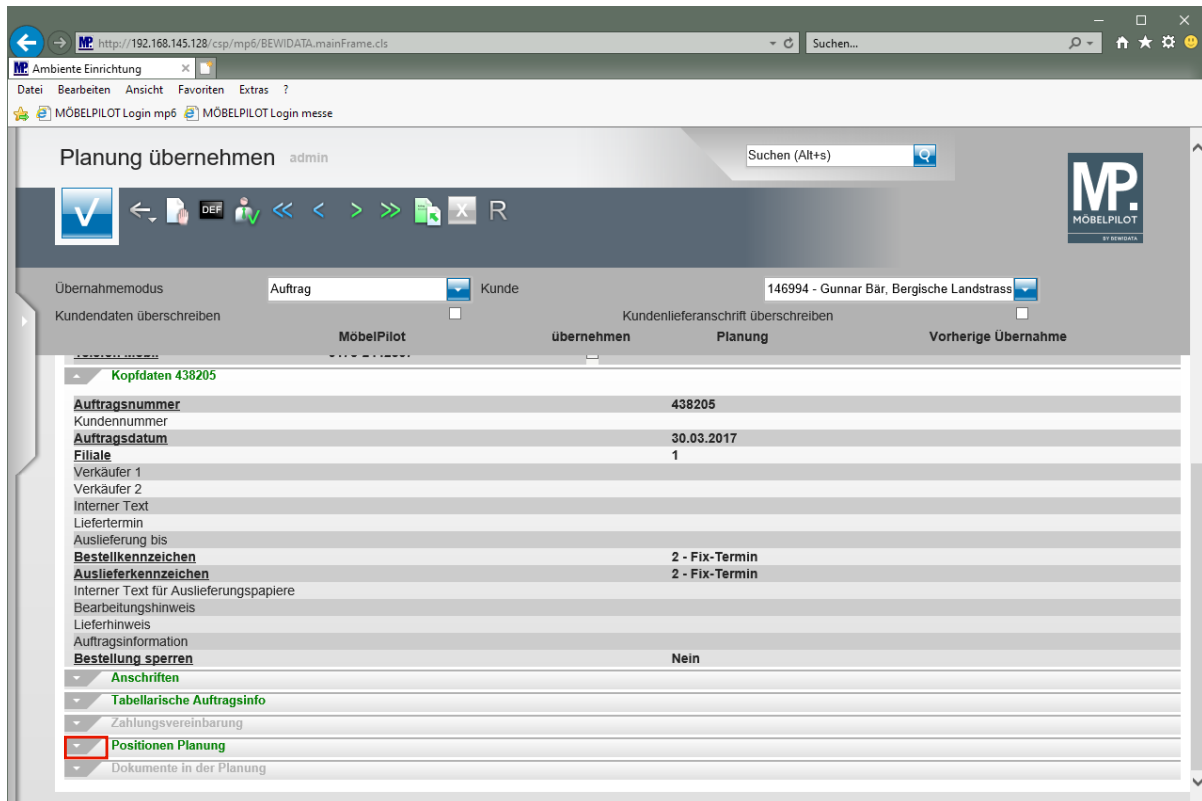 http://192.168.145.128/csp/mp6/BEWIDATA.mainFrame.cls
Suchen...
MP. Ambiente Einrichtung
Datei Bearbeiten Ansicht Favoriten Extras ?
MÖBELPILOT Login mp6 MÖBELPILOT Login messe
Planung übernehmen admin
Suchen (Alt+s)
MP.
MÖBELPILOT
BY BEWIDATA
DEF
X R
Übernahmemodus Auftrag Kunde 146994 - Gunnar Bär, Bergische Landstrass
Kundendaten überschreiben Kundenlieferanschrift überschreiben
MöbelPilot übernehmen Planung Vorherige Übernahme
Kopfdaten 438205
Auftragsnummer 438205
Kundennummer
Auftragsdatum 30.03.2017
Filiale 1
Verkäufer 1
Verkäufer 2
Interner Text
Liefertermin
Auslieferung bis
Bestellkennzeichen 2 - Fix-Termin
Auslieferkennzeichen 2 - Fix-Termin
Interner Text für Auslieferungspapiere
Bearbeitungshinweis
Lieferhinweis
Auftragsinformation
Bestellung sperren Nein
Anschriften
Tabellarische Auftragsinfo
Zahlungsvereinbarung
Positionen Planung
Dokumente in der Planung